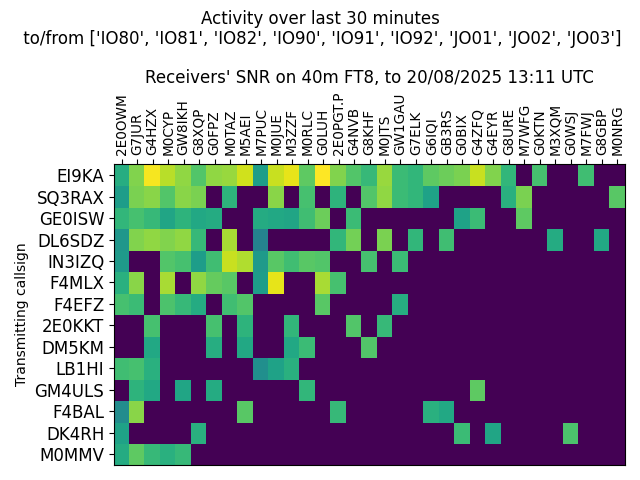 Activity over last 30 minutes
to/from ['IO80', 'IO81', 'IO82', 'IO90', 'IO91', 'IO92', 'JO01', 'JO02', 'JO03']
Receivers' SNR on 40m FT8, to 20/08/2025 13:11 UTC
2E0OWM
G7JUR
G4HZX
M0CYP
GW8IKH
G8XQP
G0FPZ
M0TAZ
M5AEI
M7PUC
M0JUE
M3ZZF
M0RLC
G0LUH
2E0PGT.P
G4NVB
G8KHF
M0JTS
GW1GAU
G7ELK
G6IQI
GB3RS
G0BIX
G4ZFQ
G4EYR
G8URE
M7WFG
G0KTN
M3XQM
G0WSJ
M7FWJ
G8GBP
M0NRG
Transmitting callsign
EI9KA
SQ3RAX
GE0ISW
DL6SDZ
IN3IZQ
F4MLX
F4EFZ
2E0KKT
DM5KM
LB1HI
GM4ULS
F4BAL
DK4RH
M0MMV